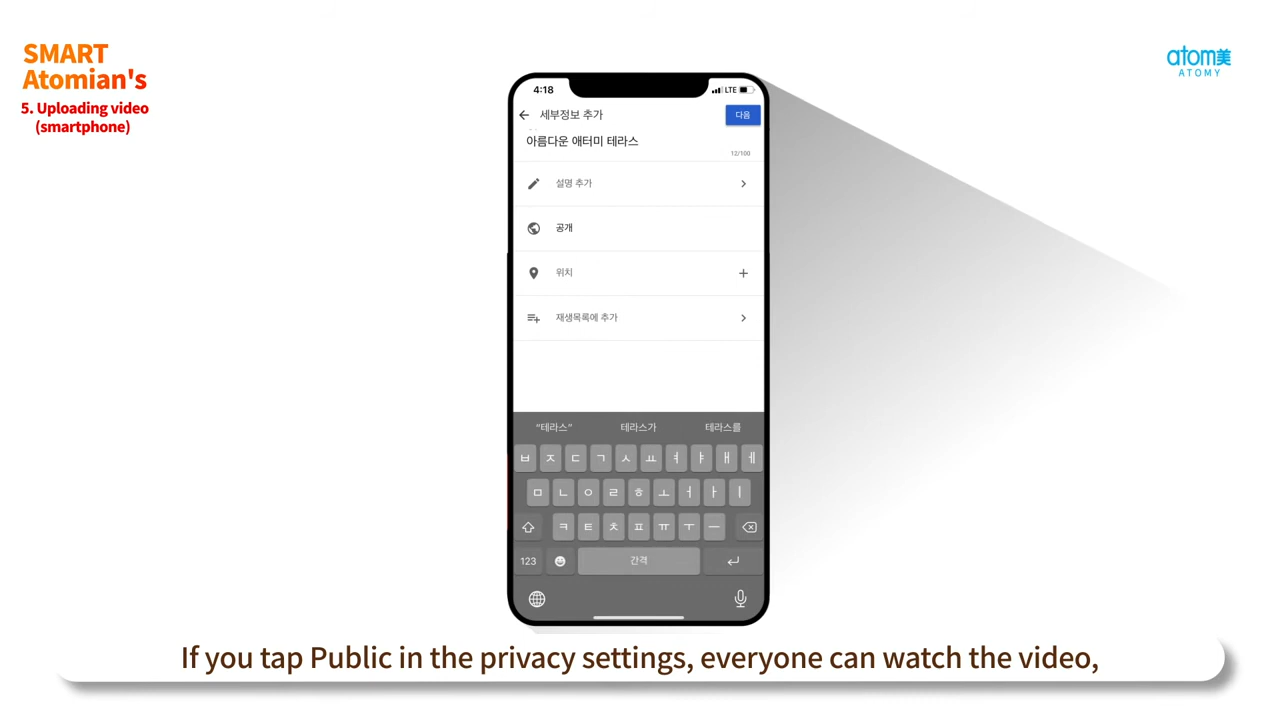 SMART
Atomian's
5. Uploading video
(smartphone)
atom美
ATOMY
4:18
LTE
세부정보 추가
다음
아름다운 애터미 테라스
12/100
설명 추가
공개
위치
재생목록에 추가
“테라스” 테라스가 테라스를
ㅂ ㅈ ㄷ ㄱ ㅅ ㅛ ㅕ ㅑ ㅐ ㅔ
ㅁ ㄴ ㅇ ㄹ ㅎ ㅗ ㅓ ㅏ ㅣ
ㅋ ㅌ ㅊ ㅍ ㅠ ㅜ ㅡ
123 간격
If you tap Public in the privacy settings, everyone can watch the video,